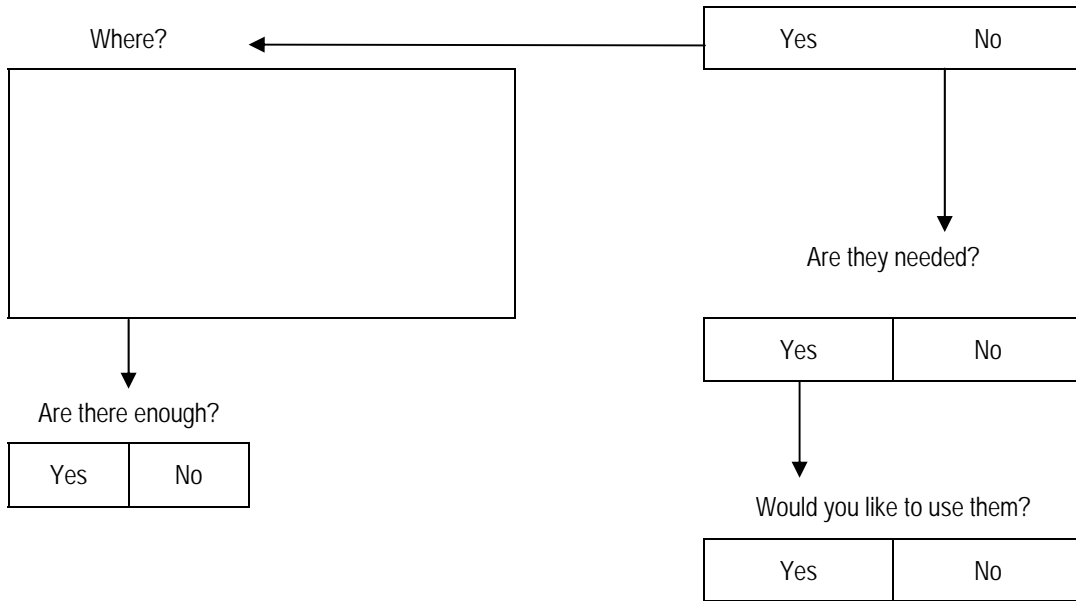 Where?
Yes No
Are they needed?
Yes No
Are there enough?
Yes No
Would you like to use them?
Yes No